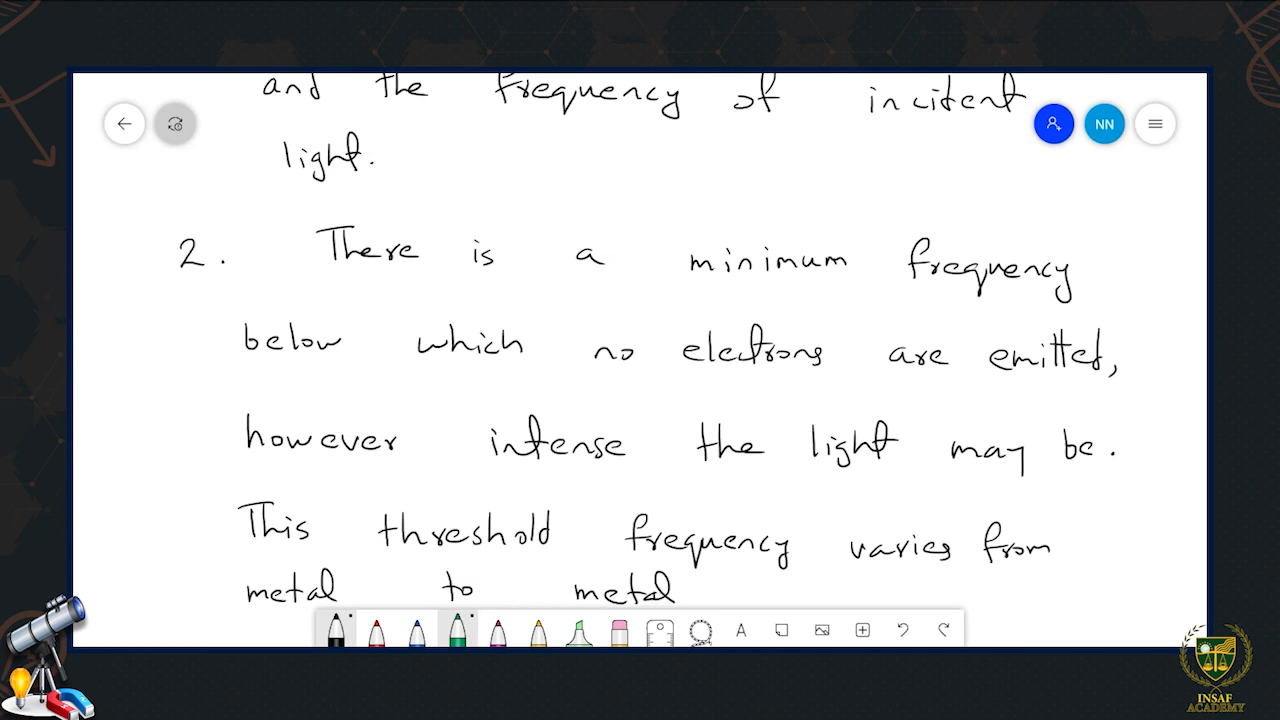 and the frequency of incident
light.
2. There is a minimum frequency
below which no electrons are emitted,
however intense the light may be.
This threshold frequency varies from
metal to metal
NN
A
INSAF
ACADEMY